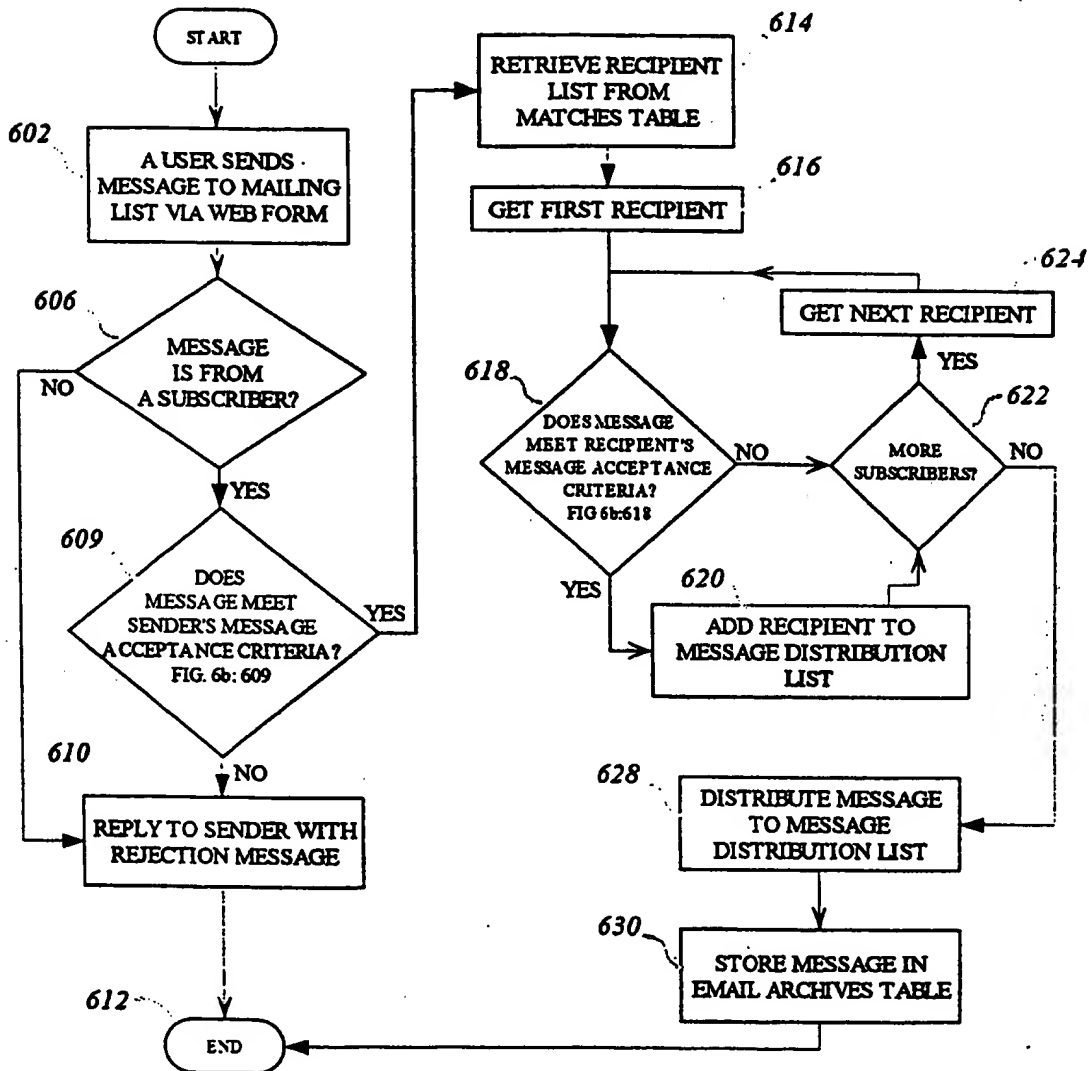 START
602
A USER SENDS
MESSAGE TO MAILING
LIST VIA WEB FORM
606
MESSAGE
IS FROM
A SUBSCRIBER?
NO
YES
609
DOES
MESSAGE MEET
SENDER'S MESSAGE
ACCEPTANCE CRITERIA?
FIG. 6b: 609
YES
NO
610
REPLY TO SENDER WITH
REJECTION MESSAGE
612
END
614
RETRIEVE RECIPIENT
LIST FROM
MATCHES TABLE
616
GET FIRST RECIPIENT
624
GET NEXT RECIPIENT
YES
618
DOES MESSAGE
MEET RECIPIENT'S
MESSAGE ACCEPTANCE
CRITERIA?
FIG 6b:618
NO
YES
622
MORE
SUBSCRIBERS?
NO
620
ADD RECIPIENT TO
MESSAGE DISTRIBUTION
LIST
628
DISTRIBUTE MESSAGE
TO MESSAGE
DISTRIBUTION LIST
630
STORE MESSAGE IN
EMAIL ARCHIVES TABLE